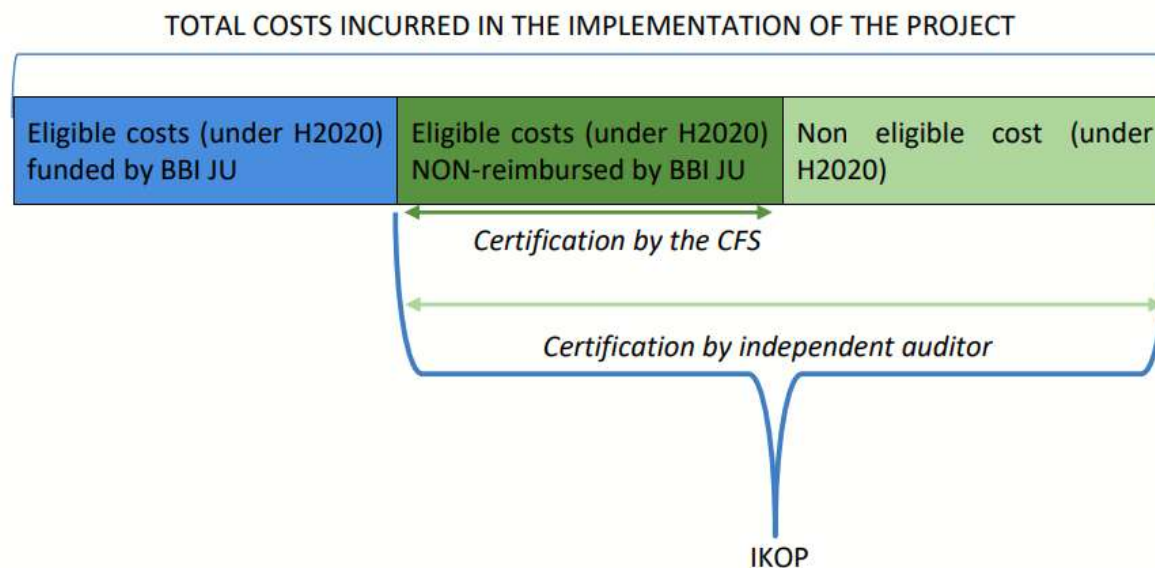 TOTAL COSTS INCURRED IN THE IMPLEMENTATION OF THE PROJECT
Eligible costs (under H2020)
funded by BBI JU
Eligible costs (under H2020)
NON-reimbursed by BBI JU
Non eligible cost (under
H2020)
Certification by the CFS
Certification by independent auditor
IKOP